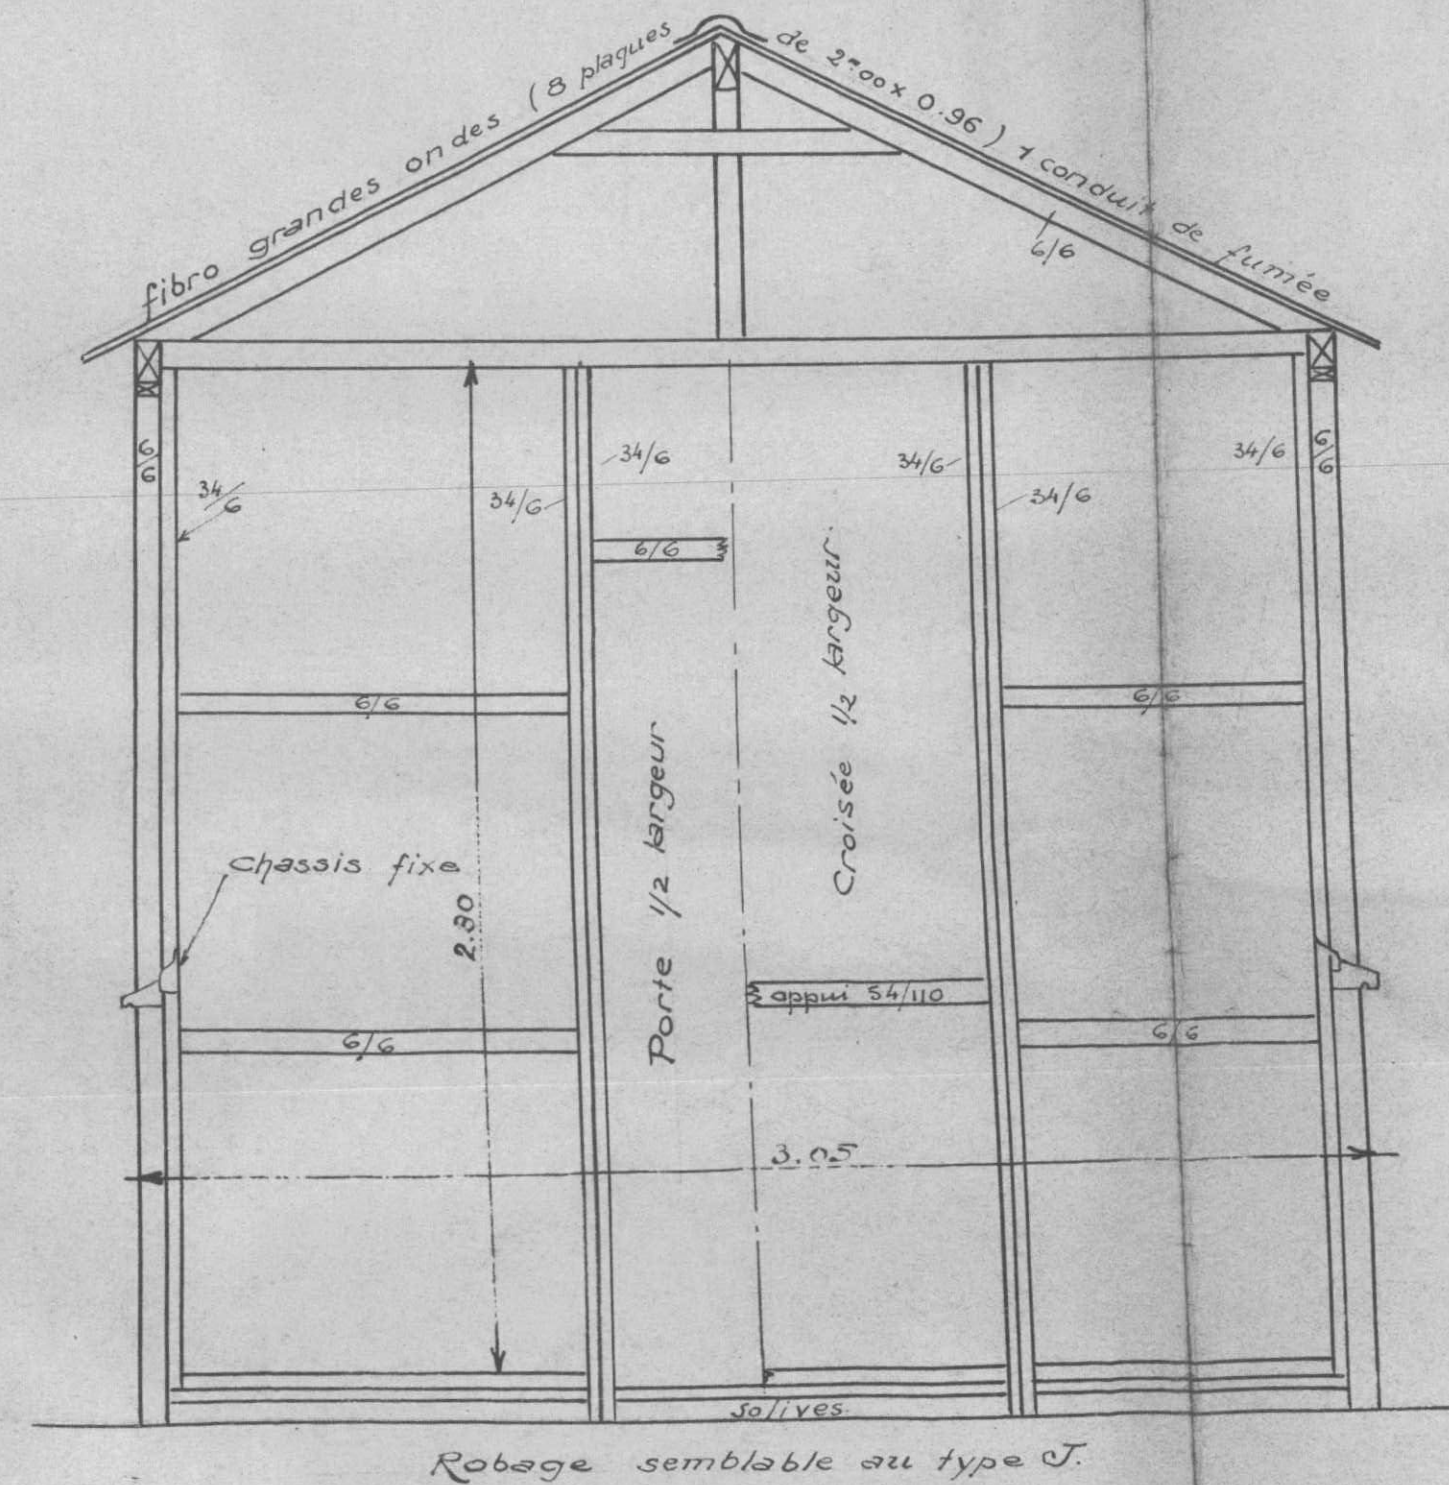 fibro grandes ondes (8 plaques de 2m00 x 0.96) 1 conduit de fumée
6/6
6/6
6/6
34/6
34/6
34/6
34/6
34/6
34/6
6/6
6/6
6/6
Croisée 1/2 largeur
Porte 1/2 largeur
chassis fixe
2.80
appui 54/110
6/6
6/6
3.05
solives
Robage semblable au type J.